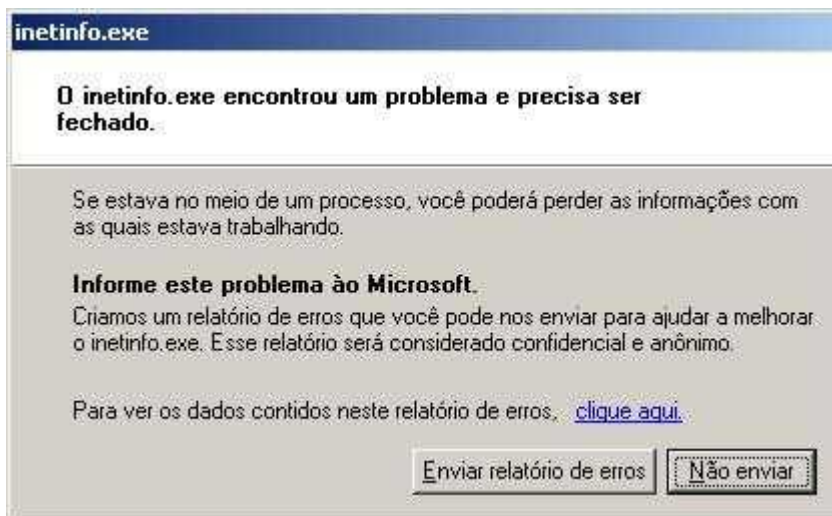 inetinfo.exe
O inetinfo.exe encontrou um problema e precisa ser
fechado.
Se estava no meio de um processo, você poderá perder as informações com
as quais estava trabalhando.
Informe este problema ào Microsoft.
Criamos um relatório de erros que você pode nos enviar para ajudar a melhorar
o inetinfo.exe. Esse relatório será considerado confidencial e anônimo.
Para ver os dados contidos neste relatório de erros, clique aqui.
Enviar relatório de erros
Não enviar